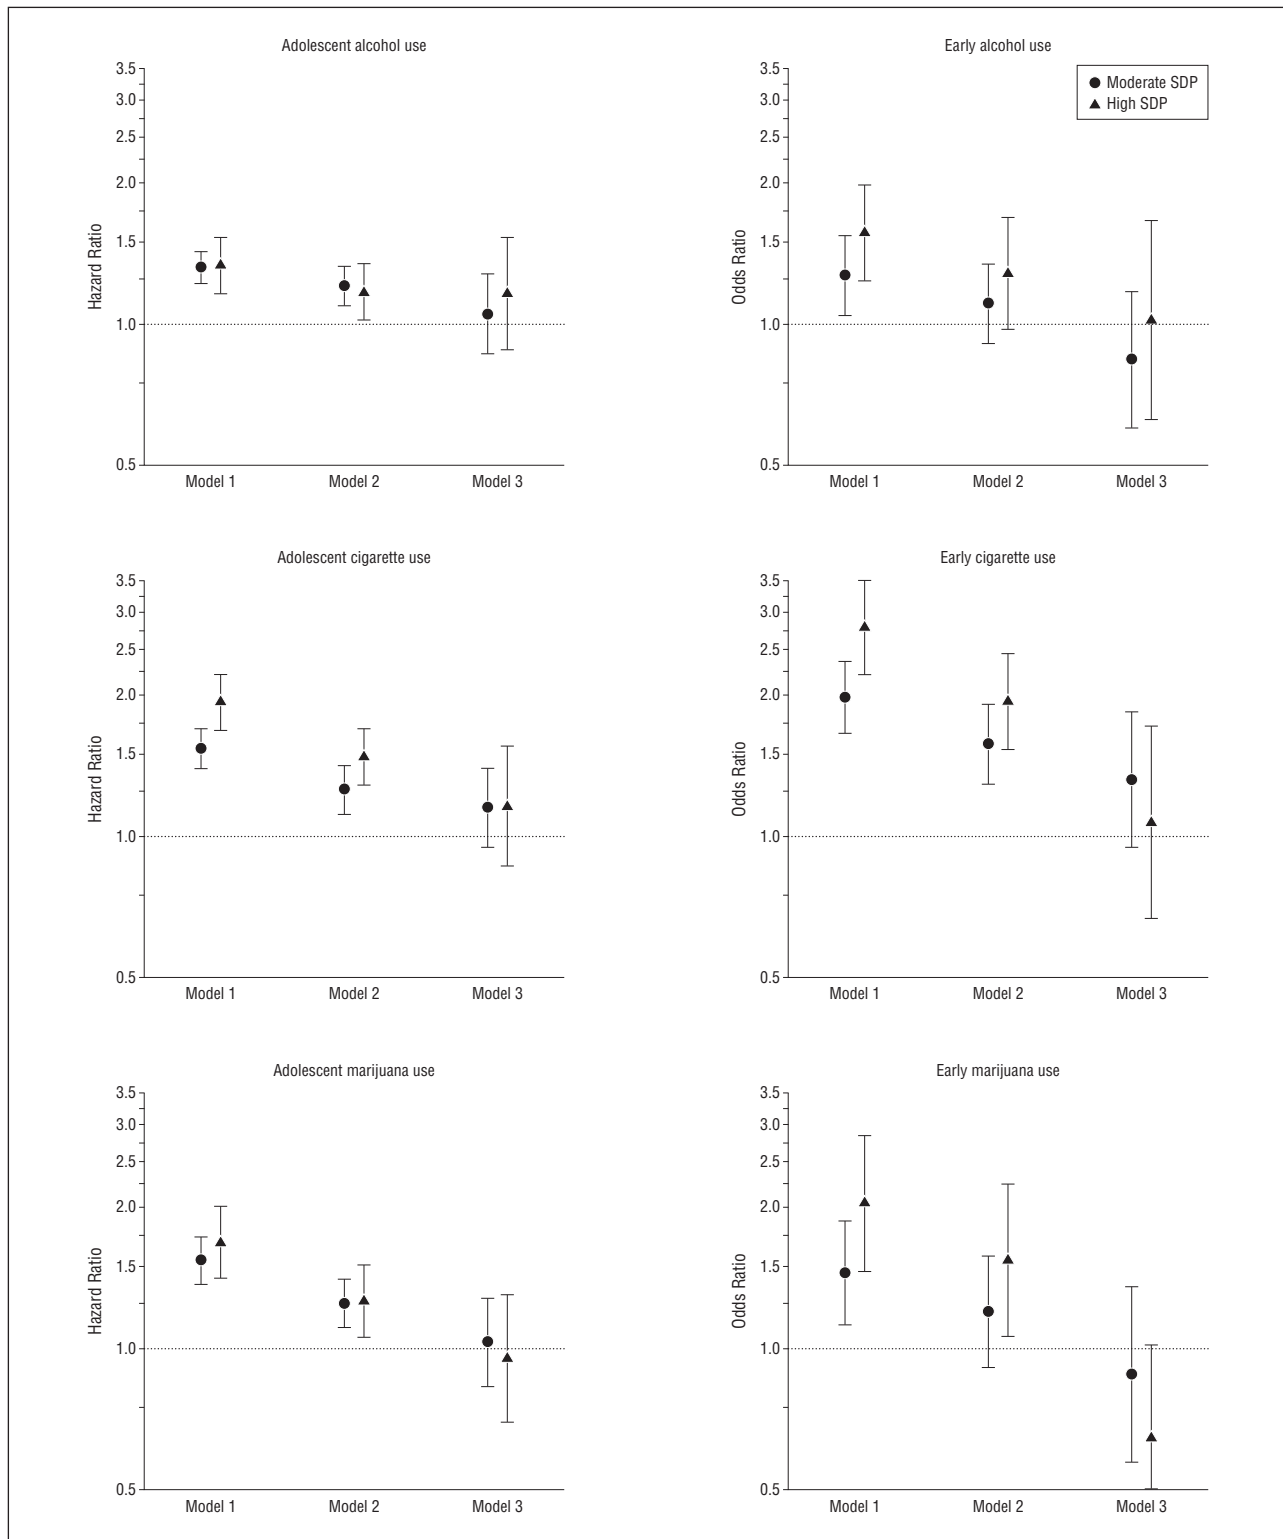 Adolescent alcohol use
3.5
3.0
2.5
2.0
1.5
1.0
0.5
Hazard Ratio
Model 1 Model 2 Model 3
Early alcohol use
Moderate SDP
High SDP
3.5
3.0
2.5
2.0
1.5
1.0
0.5
Odds Ratio
Model 1 Model 2 Model 3
Adolescent cigarette use
3.5
3.0
2.5
2.0
1.5
1.0
0.5
Hazard Ratio
Model 1 Model 2 Model 3
Early cigarette use
3.5
3.0
2.5
2.0
1.5
1.0
0.5
Odds Ratio
Model 1 Model 2 Model 3
Adolescent marijuana use
3.5
3.0
2.5
2.0
1.5
1.0
0.5
Hazard Ratio
Model 1 Model 2 Model 3
Early marijuana use
3.5
3.0
2.5
2.0
1.5
1.0
0.5
Odds Ratio
Model 1 Model 2 Model 3